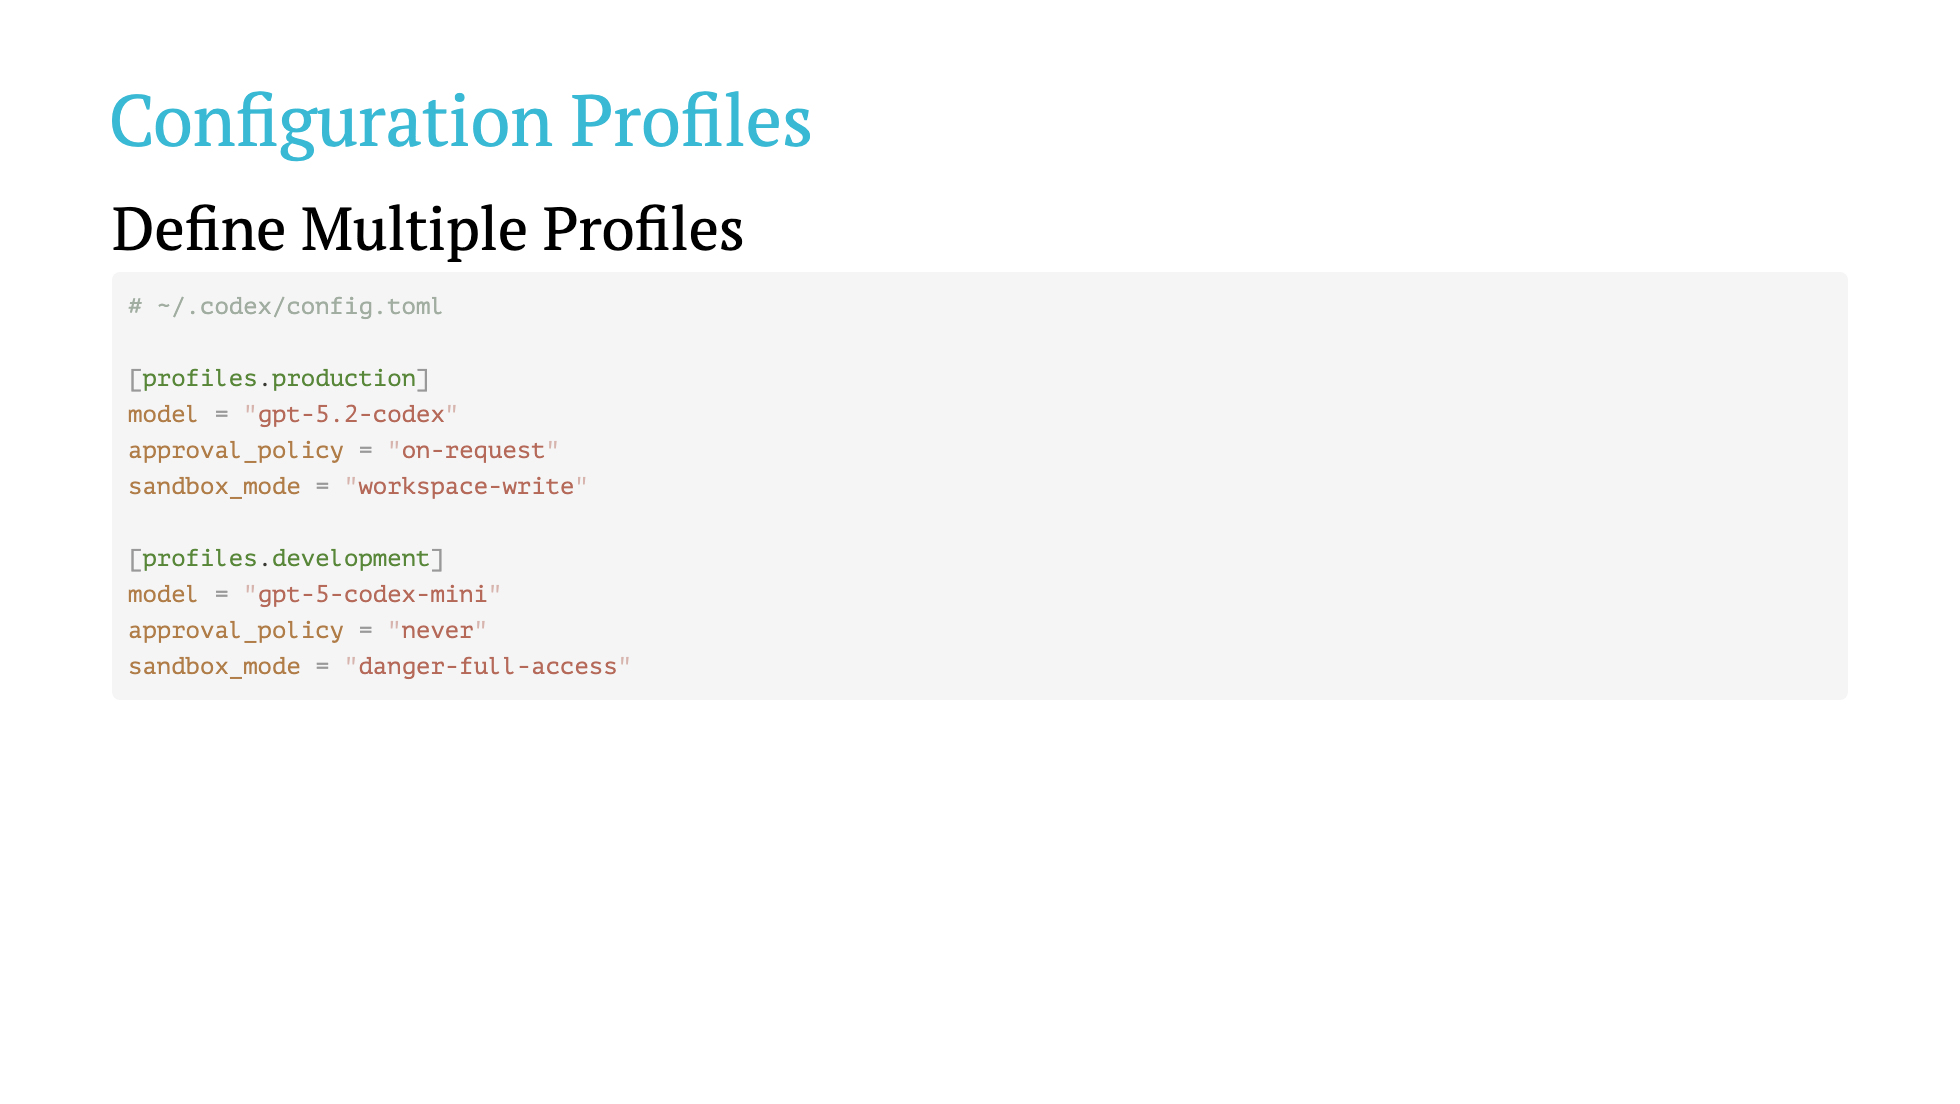 Configuration Profiles
Define Multiple Profiles
# ~/.codex/config.toml
[profiles.production]
model = "gpt-5.2-codex"
approval_policy = "on-request"
sandbox_mode = "workspace-write"
[profiles.development]
model = "gpt-5-codex-mini"
approval_policy = "never"
sandbox_mode = "danger-full-access"